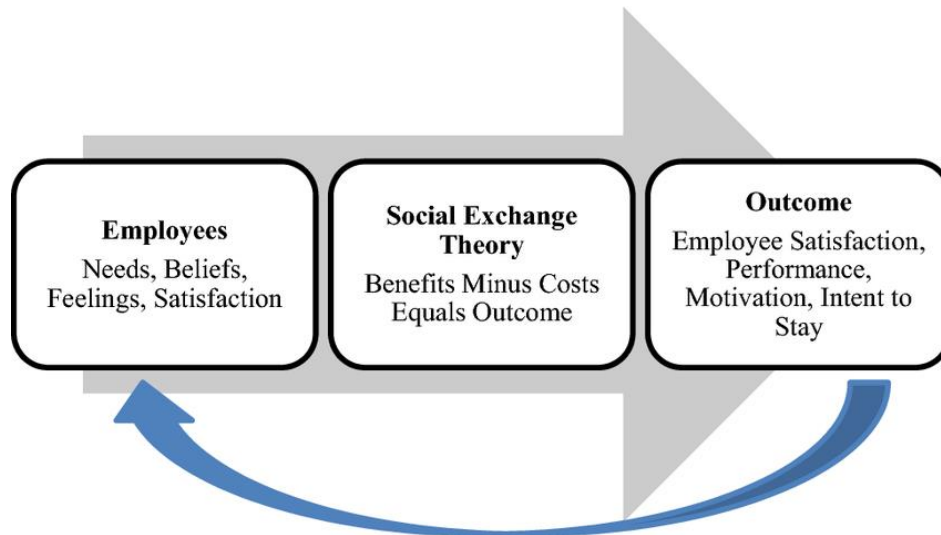 Employees
Needs, Beliefs,
Feelings, Satisfaction
Social Exchange
Theory
Benefits Minus Costs
Equals Outcome
Outcome
Employee Satisfaction,
Performance,
Motivation, Intent to
Stay